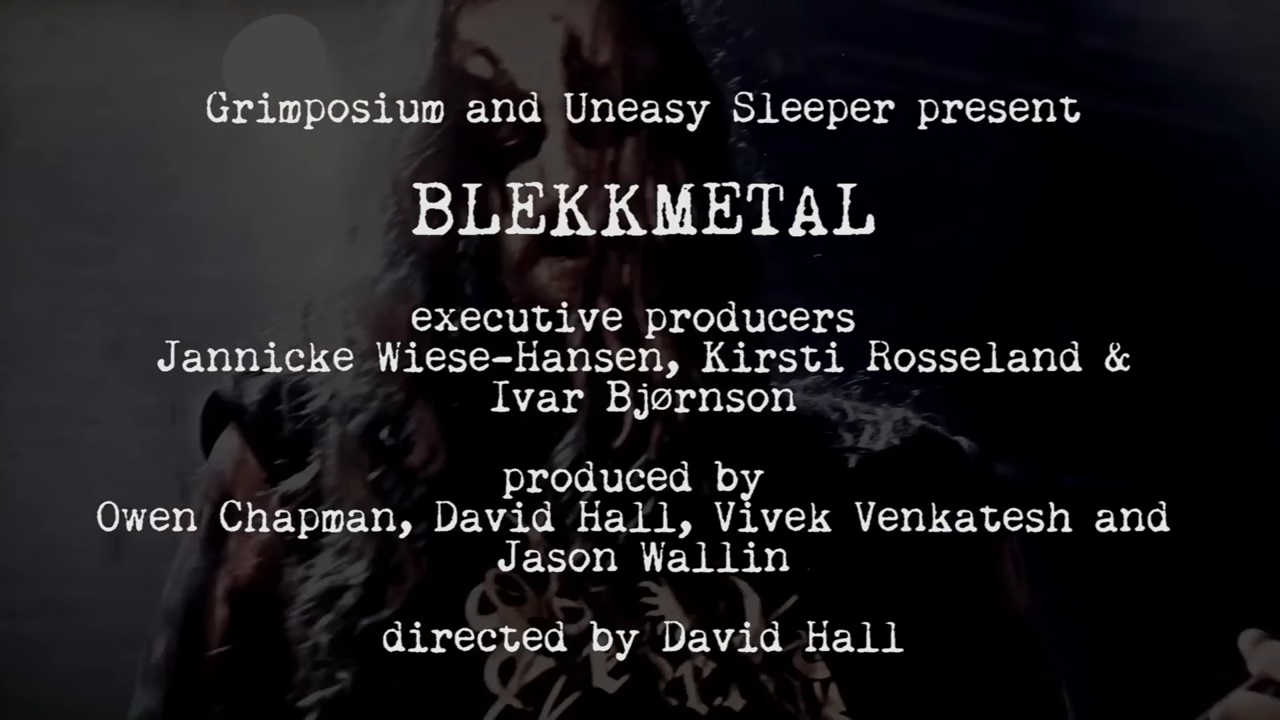 Grimposium and Uneasy Sleeper present
BLEKKMETAL
executive producers
Jannicke Wiese-Hansen, Kirsti Rosseland &
Ivar Bjørnson
produced by
Owen Chapman, David Hall, Vivek Venkatesh and
Jason Wallin
directed by David Hall